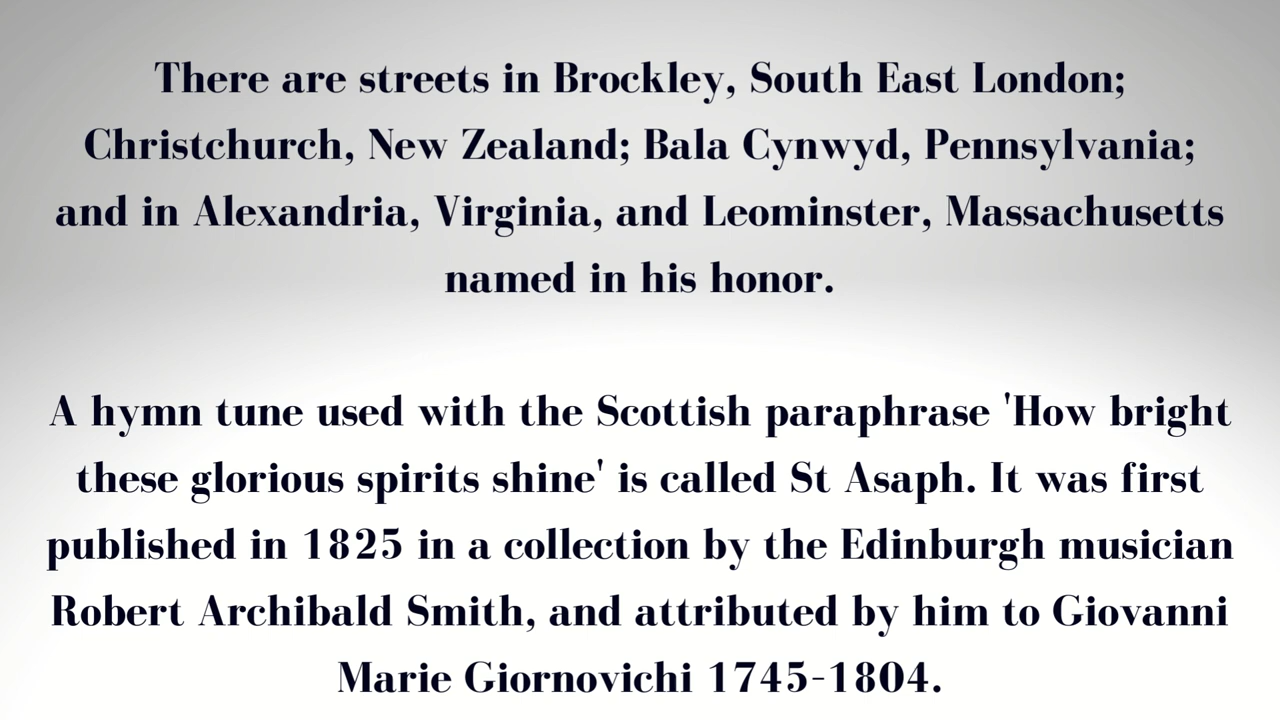 There are streets in Brockley, South East London;
Christchurch, New Zealand; Bala Cynwyd, Pennsylvania;
and in Alexandria, Virginia, and Leominster, Massachusetts
named in his honor.
A hymn tune used with the Scottish paraphrase 'How bright
these glorious spirits shine' is called St Asaph. It was first
published in 1825 in a collection by the Edinburgh musician
Robert Archibald Smith, and attributed by him to Giovanni
Marie Giornovichi 1745-1804.